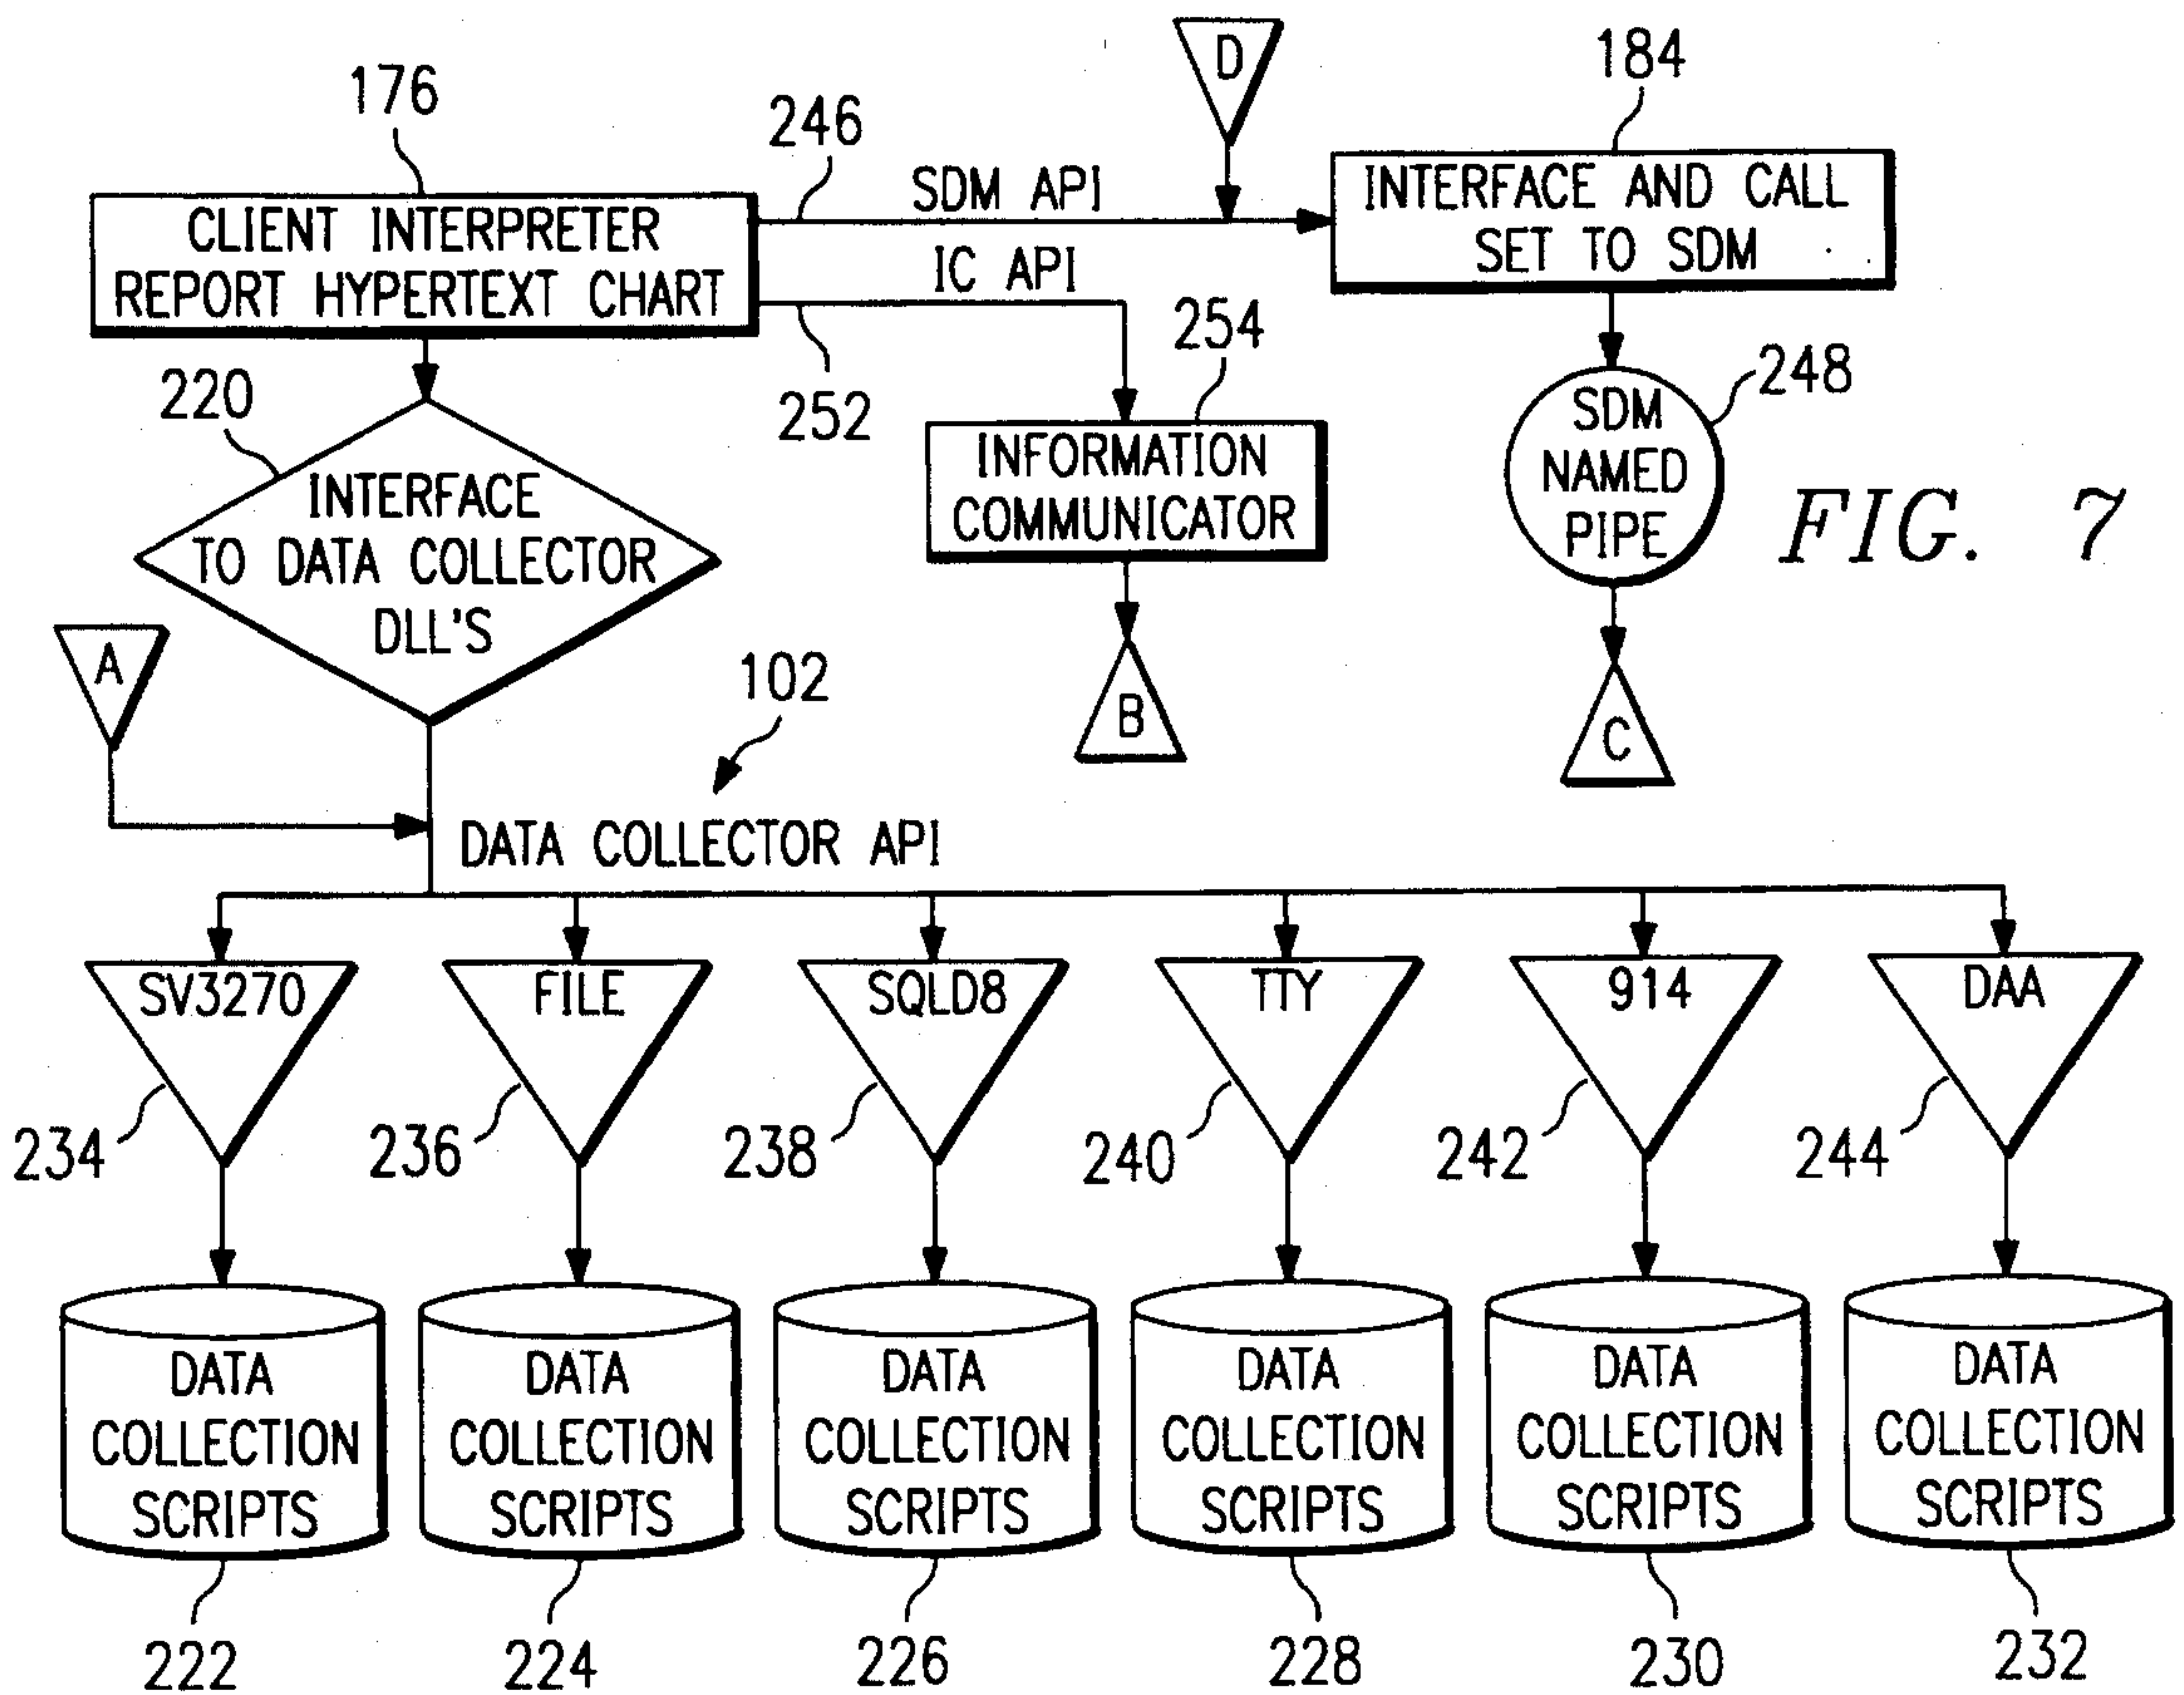 D
184
176
246
SDM API
INTERFACE AND CALL
SET TO SDM
CLIENT INTERPRETER
REPORT HYPERTEXT CHART
IC API
254
252
248
220
SDM
NAMED
PIPE
INFORMATION
COMMUNICATOR
FIG. 7
INTERFACE
TO DATA COLLECTOR
DLL'S
A
102
B
C
DATA COLLECTOR API
SV3270
FILE
SQLD8
TTY
914
DAA
234
236
238
240
242
244
DATA
COLLECTION
SCRIPTS
DATA
COLLECTION
SCRIPTS
DATA
COLLECTION
SCRIPTS
DATA
COLLECTION
SCRIPTS
DATA
COLLECTION
SCRIPTS
DATA
COLLECTION
SCRIPTS
222
224
226
228
230
232